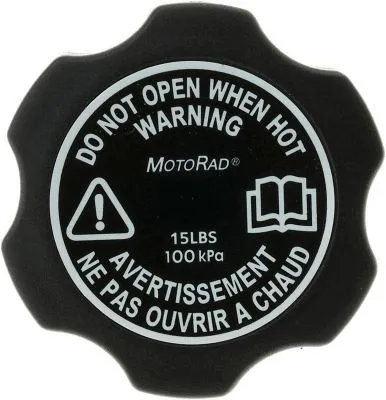 DO NOT OPEN WHEN HOT
WARNING
MOTORAD®
15LBS
100 kPa
AVERTISSEMENT
NE PAS OUVRIR A CHAUD